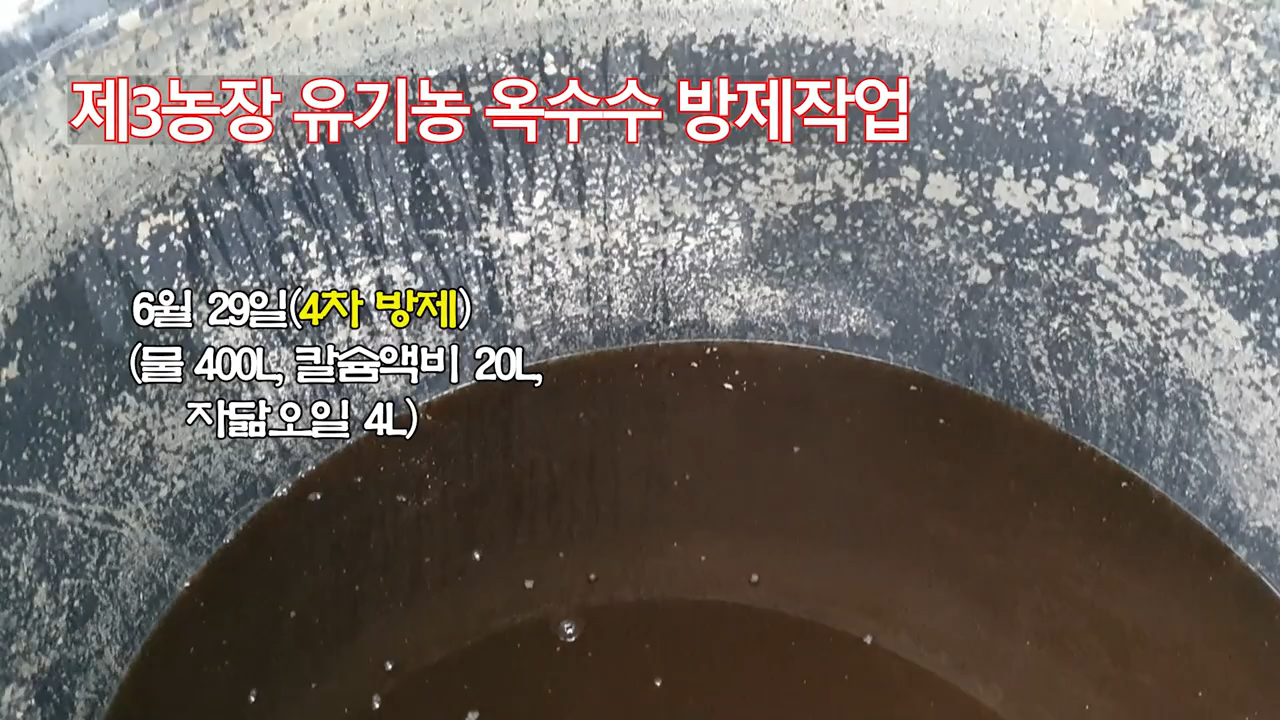 제3농장 유기농 옥수수 방제작업
6월 29일(4차 방제)
(물 400L, 칼슘액비 20L,
자닮오일 4L)